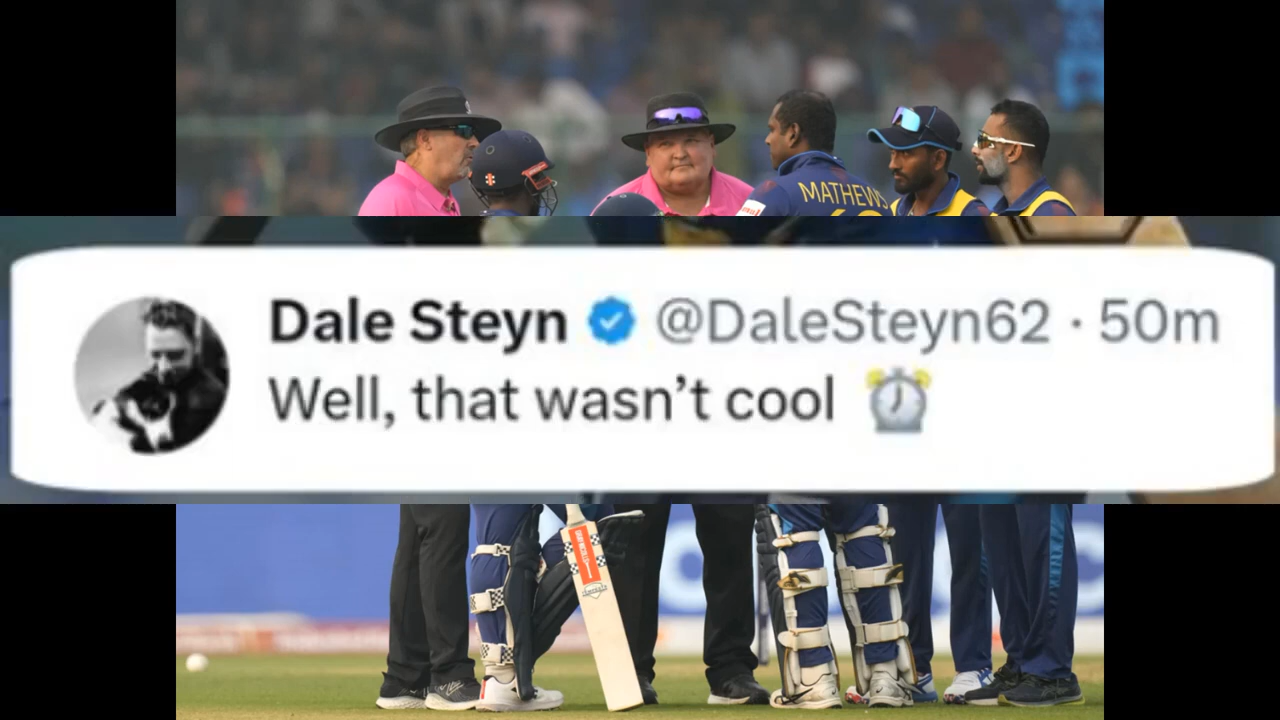 MATHEWS
Dale Steyn @DaleSteyn62 · 50m
Well, that wasn't cool ⏰